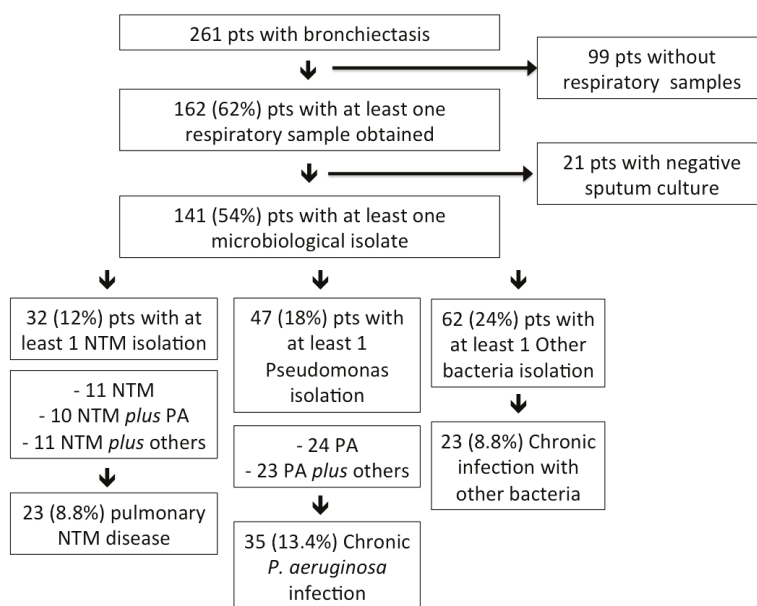 261 pts with bronchiectasis
99 pts without
respiratory samples
162 (62%) pts with at least one
respiratory sample obtained
21 pts with negative
sputum culture
141 (54%) pts with at least one
microbiological isolate
32 (12%) pts with at
least 1 NTM isolation
- 11 NTM
- 10 NTM plus PA
- 11 NTM plus others
23 (8.8%) pulmonary
NTM disease
47 (18%) pts with
at least 1
Pseudomonas
isolation
- 24 PA
- 23 PA plus others
35 (13.4%) Chronic
P. aeruginosa
infection
62 (24%) pts with
at least 1 Other
bacteria isolation
23 (8.8%) Chronic
infection with
other bacteria